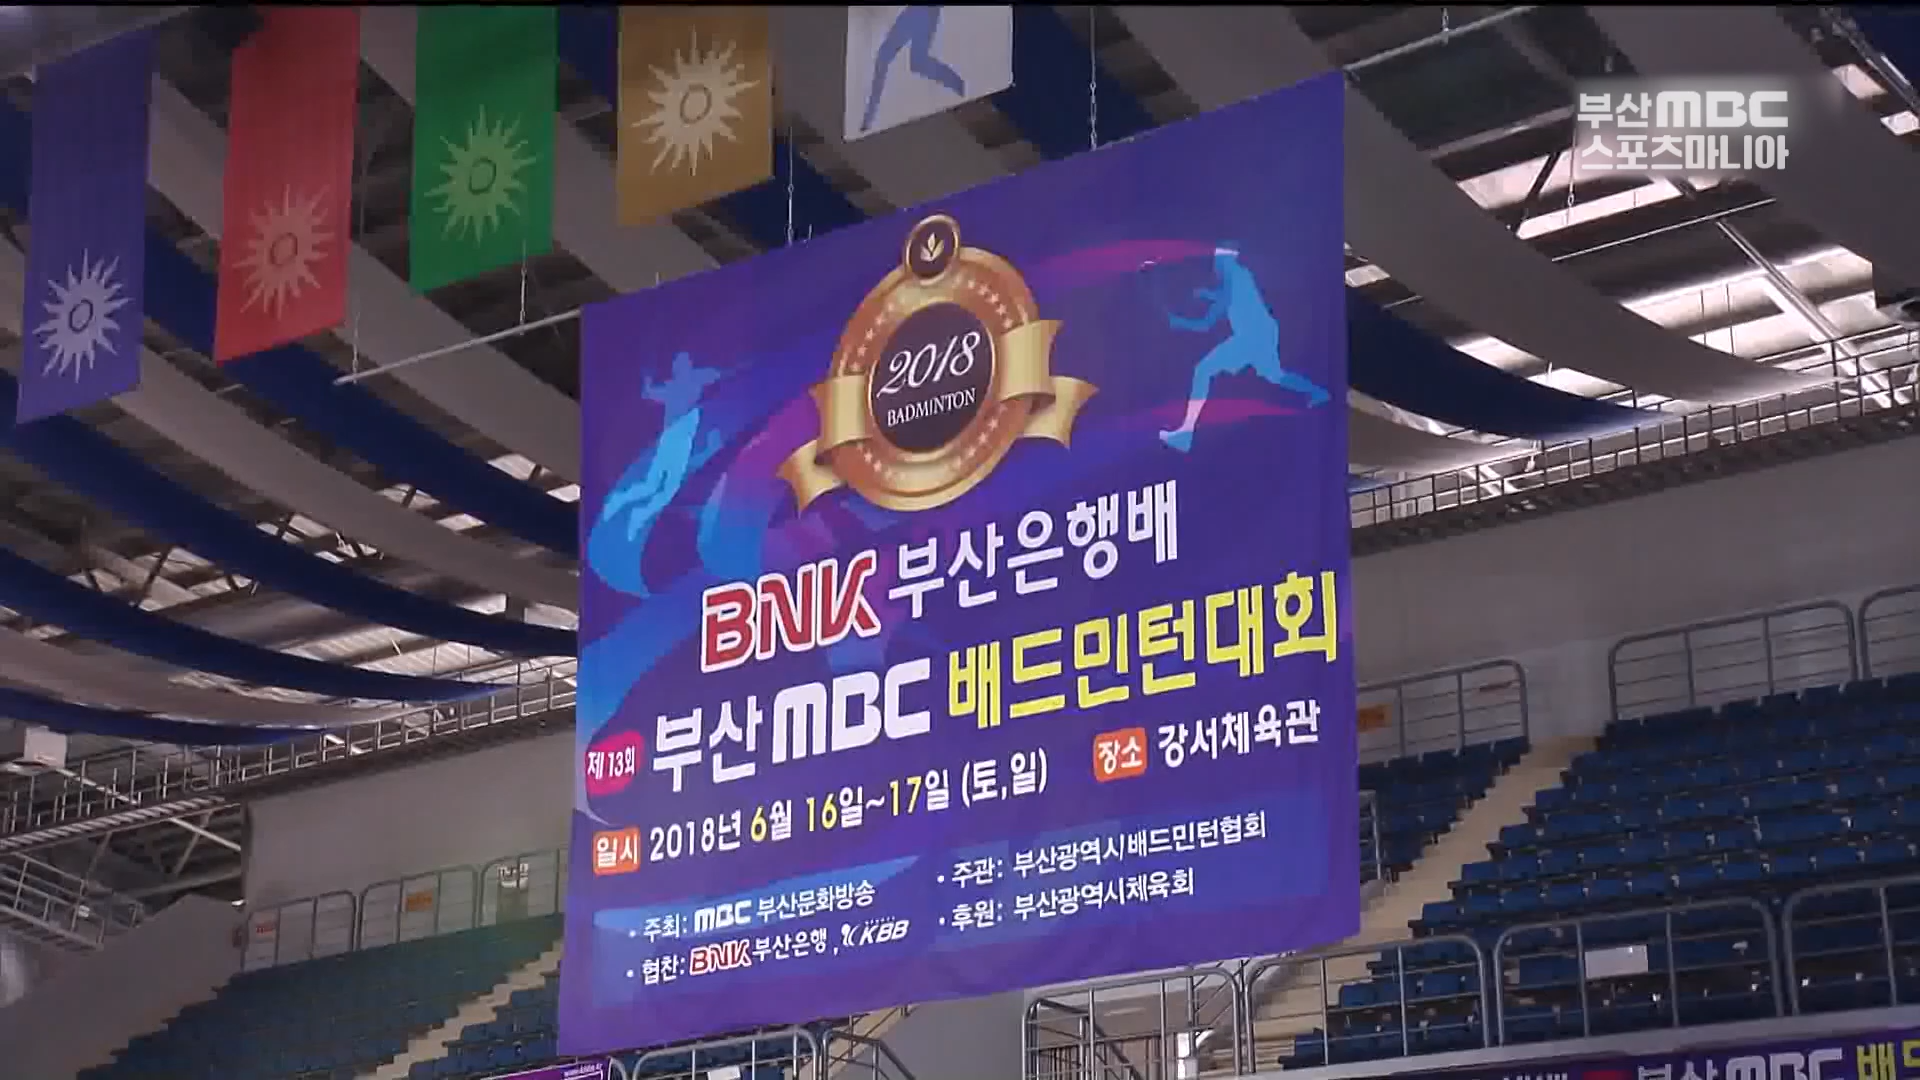 부산MBC
스포츠마니아
2018
BADMINTON
BNK 부산은행배
제13회 부산MBC 배드민턴대회
일시 2018년 6월 16일~17일 (토,일) 장소 강서체육관
• 주최: MBC 부산문화방송
• 주관: 부산광역시배드민턴협회
• 협찬: BNK 부산은행, KBB
• 후원: 부산광역시체육회
부산MBC 배드